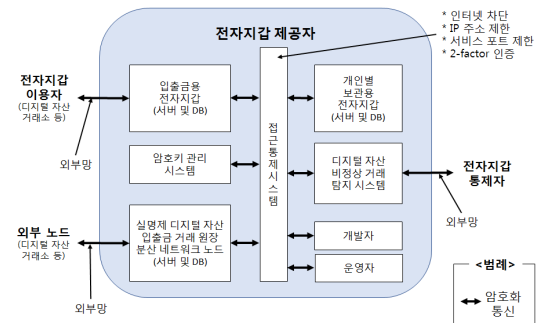 * 인터넷 차단
* IP 주소 제한
* 서비스 포트 제한
* 2-factor 인증
전자지갑 제공자
전자지갑
이용자
(디지털 자산
거래소 등)
외부망
입출금용
전자지갑
(서버 및 DB)
암호키 관리
시스템
외부 노드
(디지털 자산
거래소 등)
외부망
실명제 디지털 자산
입출금 거래 원장
분산 네트워크 노드
(서버 및 DB)
접
근
통
제
시
스
템
개인별
보관용
전자지갑
(서버 및 DB)
디지털 자산
비정상 거래
탐지 시스템
개발자
운영자
전자지갑
통제자
외부망
<범례>
암호화
통신